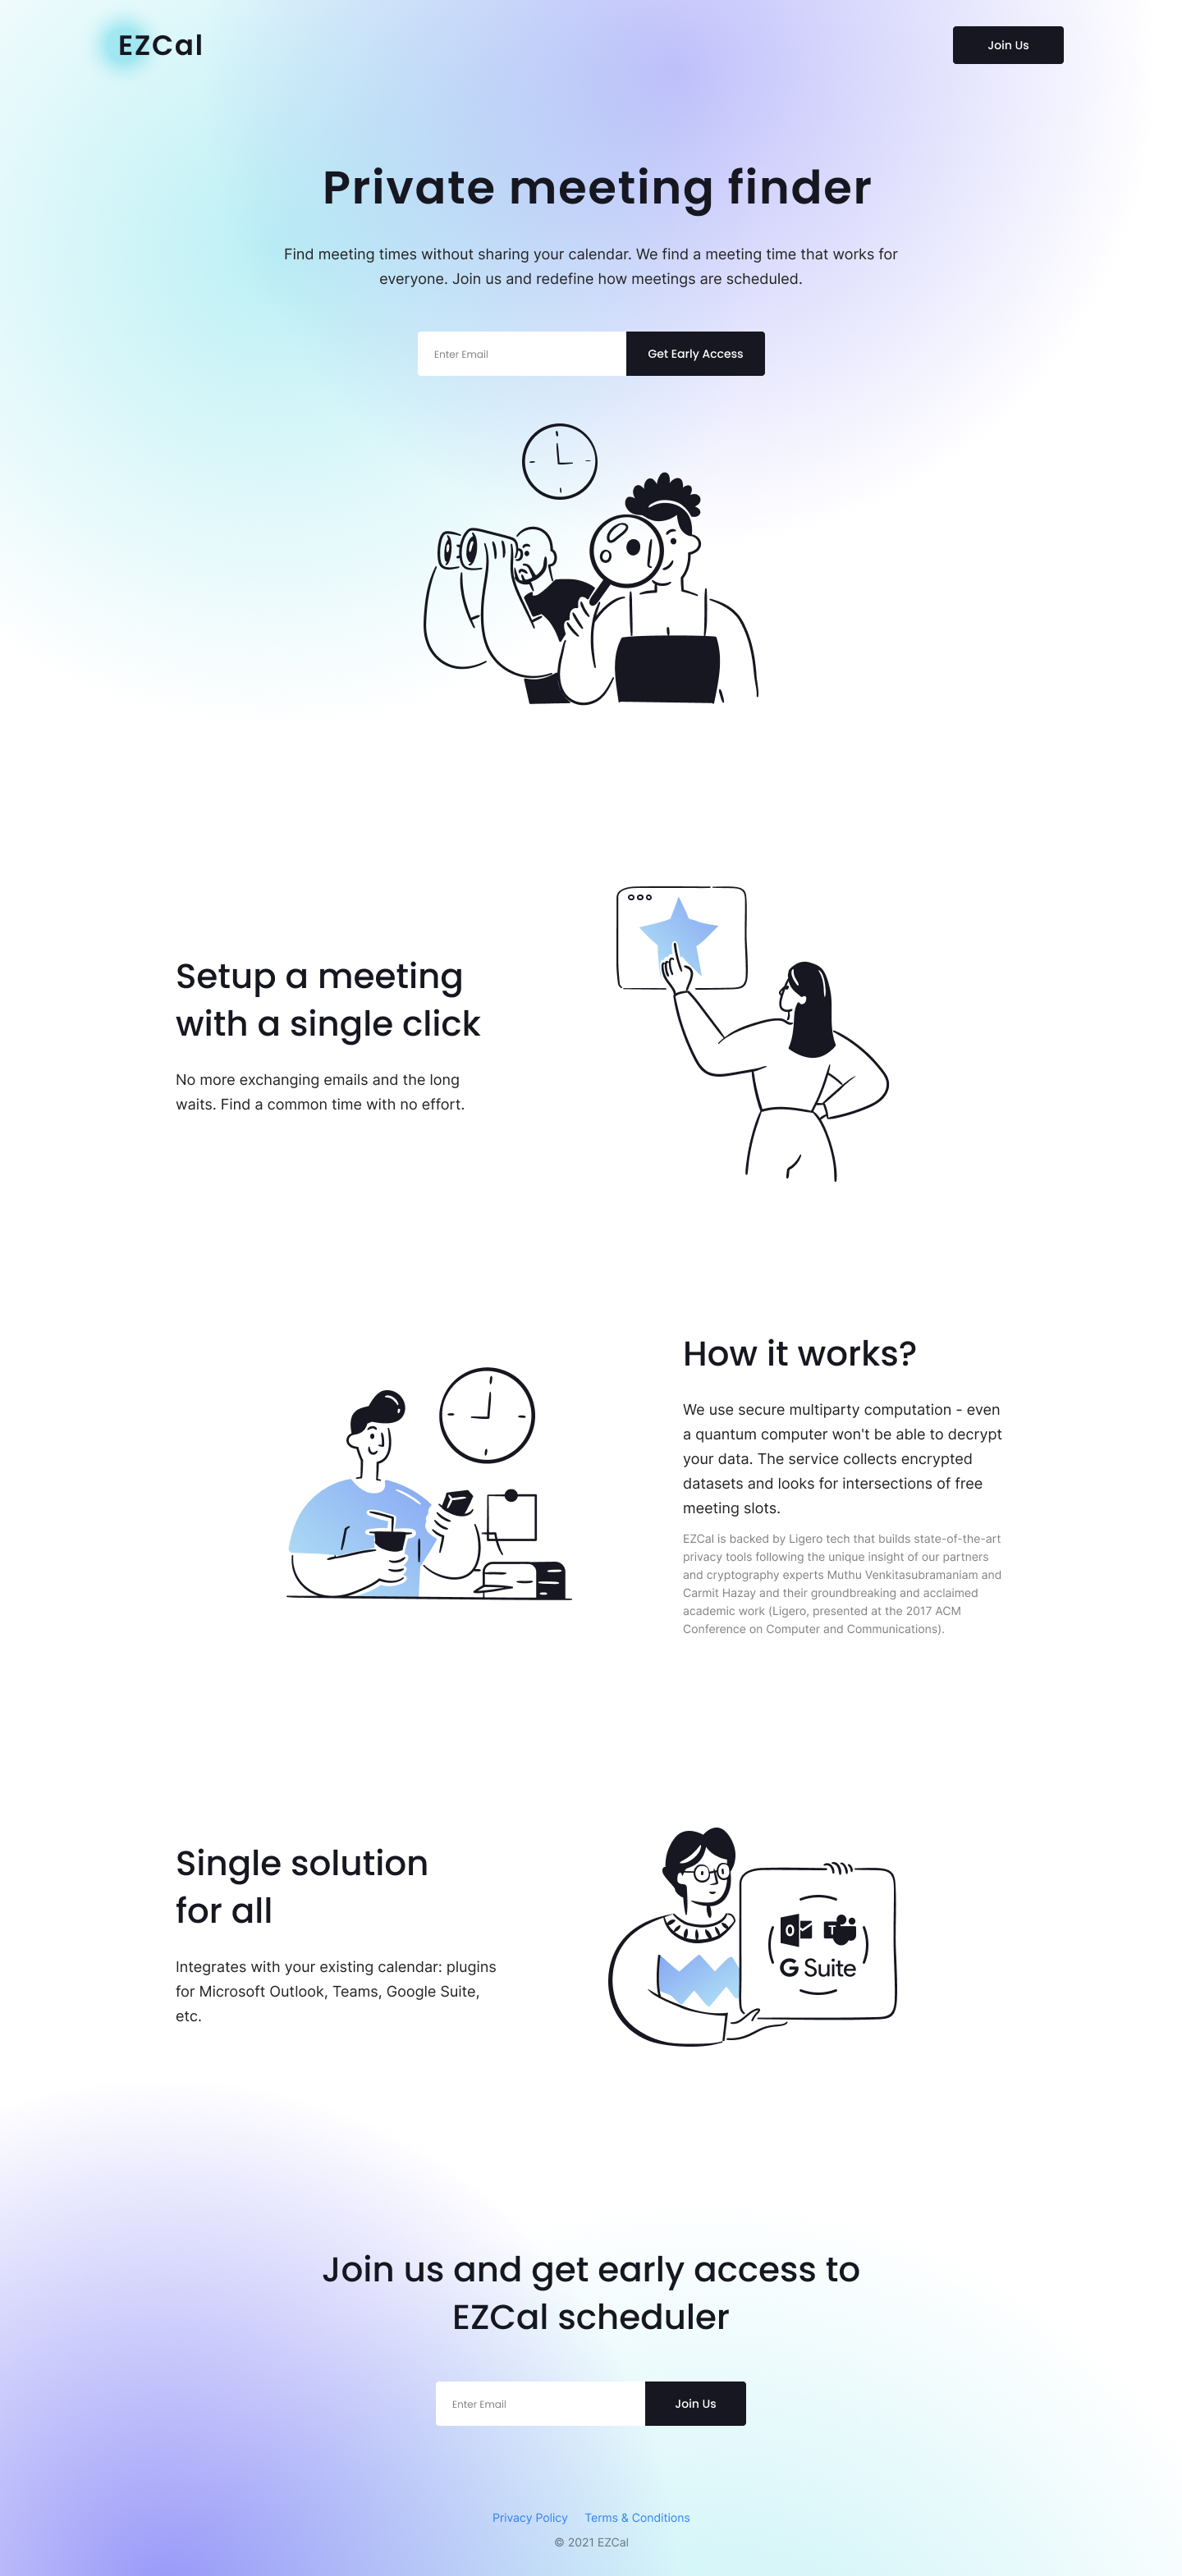 EZCal
Join Us
Private meeting finder
Find meeting times without sharing your calendar. We find a meeting time that works for
everyone. Join us and redefine how meetings are scheduled.
Enter Email
Get Early Access
Setup a meeting
with a single click
No more exchanging emails and the long
waits. Find a common time with no effort.
How it works?
We use secure multiparty computation - even
a quantum computer won't be able to decrypt
your data. The service collects encrypted
datasets and looks for intersections of free
meeting slots.
EZCal is backed by Ligero tech that builds state-of-the-art
privacy tools following the unique insight of our partners
and cryptography experts Muthu Venkitasubramaniam and
Carmit Hazay and their groundbreaking and acclaimed
academic work (Ligero, presented at the 2017 ACM
Conference on Computer and Communications).
Single solution
for all
Integrates with your existing calendar: plugins
for Microsoft Outlook, Teams, Google Suite,
etc.
O T
G Suite
Join us and get early access to
EZCal scheduler
Enter Email
Join Us
Privacy Policy Terms & Conditions
© 2021 EZCal